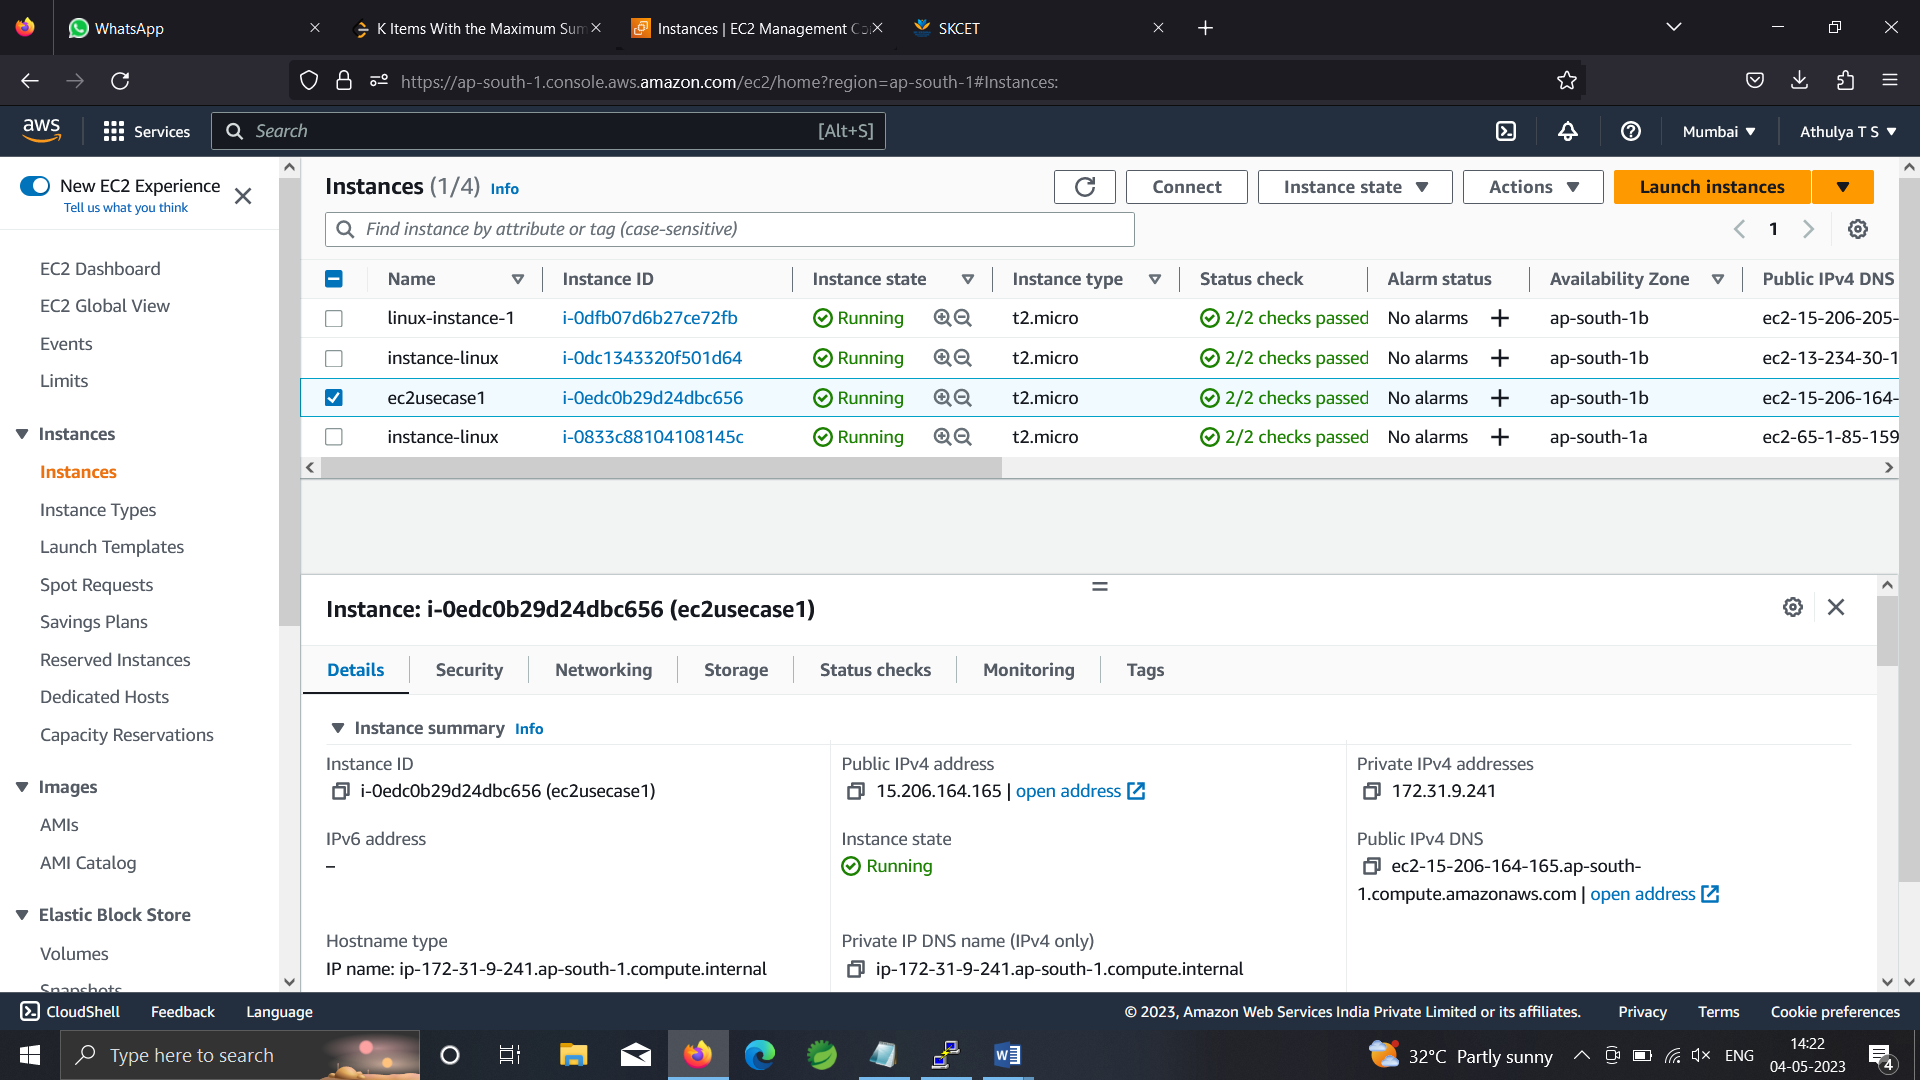 WhatsApp
K Items With the Maximum Sum
Instances | EC2 Management Con
SKCET
https://ap-south-1.console.aws.amazon.com/ec2/home?region=ap-south-1#Instances:
aws
Services
Search
[Alt+S]
Mumbai
Athulya T S
New EC2 Experience
Tell us what you think
EC2 Dashboard
EC2 Global View
Events
Limits
Instances
Instances
Instance Types
Launch Templates
Spot Requests
Savings Plans
Reserved Instances
Dedicated Hosts
Capacity Reservations
Images
AMIs
AMI Catalog
Elastic Block Store
Volumes
Snapshots
Instances (1/4) Info
Connect
Instance state
Actions
Launch instances
Find instance by attribute or tag (case-sensitive)
1
Name Instance ID Instance state Instance type Status check Alarm status Availability Zone Public IPv4 DNS
linux-instance-1 i-0dfb07d6b27ce72fb Running t2.micro 2/2 checks passed No alarms + ap-south-1b ec2-15-206-205-
instance-linux i-0dc1343320f501d64 Running t2.micro 2/2 checks passed No alarms + ap-south-1b ec2-13-234-30-1
ec2usecase1 i-0edc0b29d24dbc656 Running t2.micro 2/2 checks passed No alarms + ap-south-1b ec2-15-206-164-
instance-linux i-0833c88104108145c Running t2.micro 2/2 checks passed No alarms + ap-south-1a ec2-65-1-85-159
Instance: i-0edc0b29d24dbc656 (ec2usecase1)
Details Security Networking Storage Status checks Monitoring Tags
Instance summary Info
Instance ID
i-0edc0b29d24dbc656 (ec2usecase1)
Public IPv4 address
15.206.164.165 | open address
Private IPv4 addresses
172.31.9.241
IPv6 address
–
Instance state
Running
Public IPv4 DNS
ec2-15-206-164-165.ap-south-
1.compute.amazonaws.com | open address
Hostname type
IP name: ip-172-31-9-241.ap-south-1.compute.internal
Private IP DNS name (IPv4 only)
ip-172-31-9-241.ap-south-1.compute.internal
CloudShell Feedback Language
© 2023, Amazon Web Services India Private Limited or its affiliates. Privacy Terms Cookie preferences
Type here to search
32°C Partly sunny
ENG
14:22
04-05-2023
4